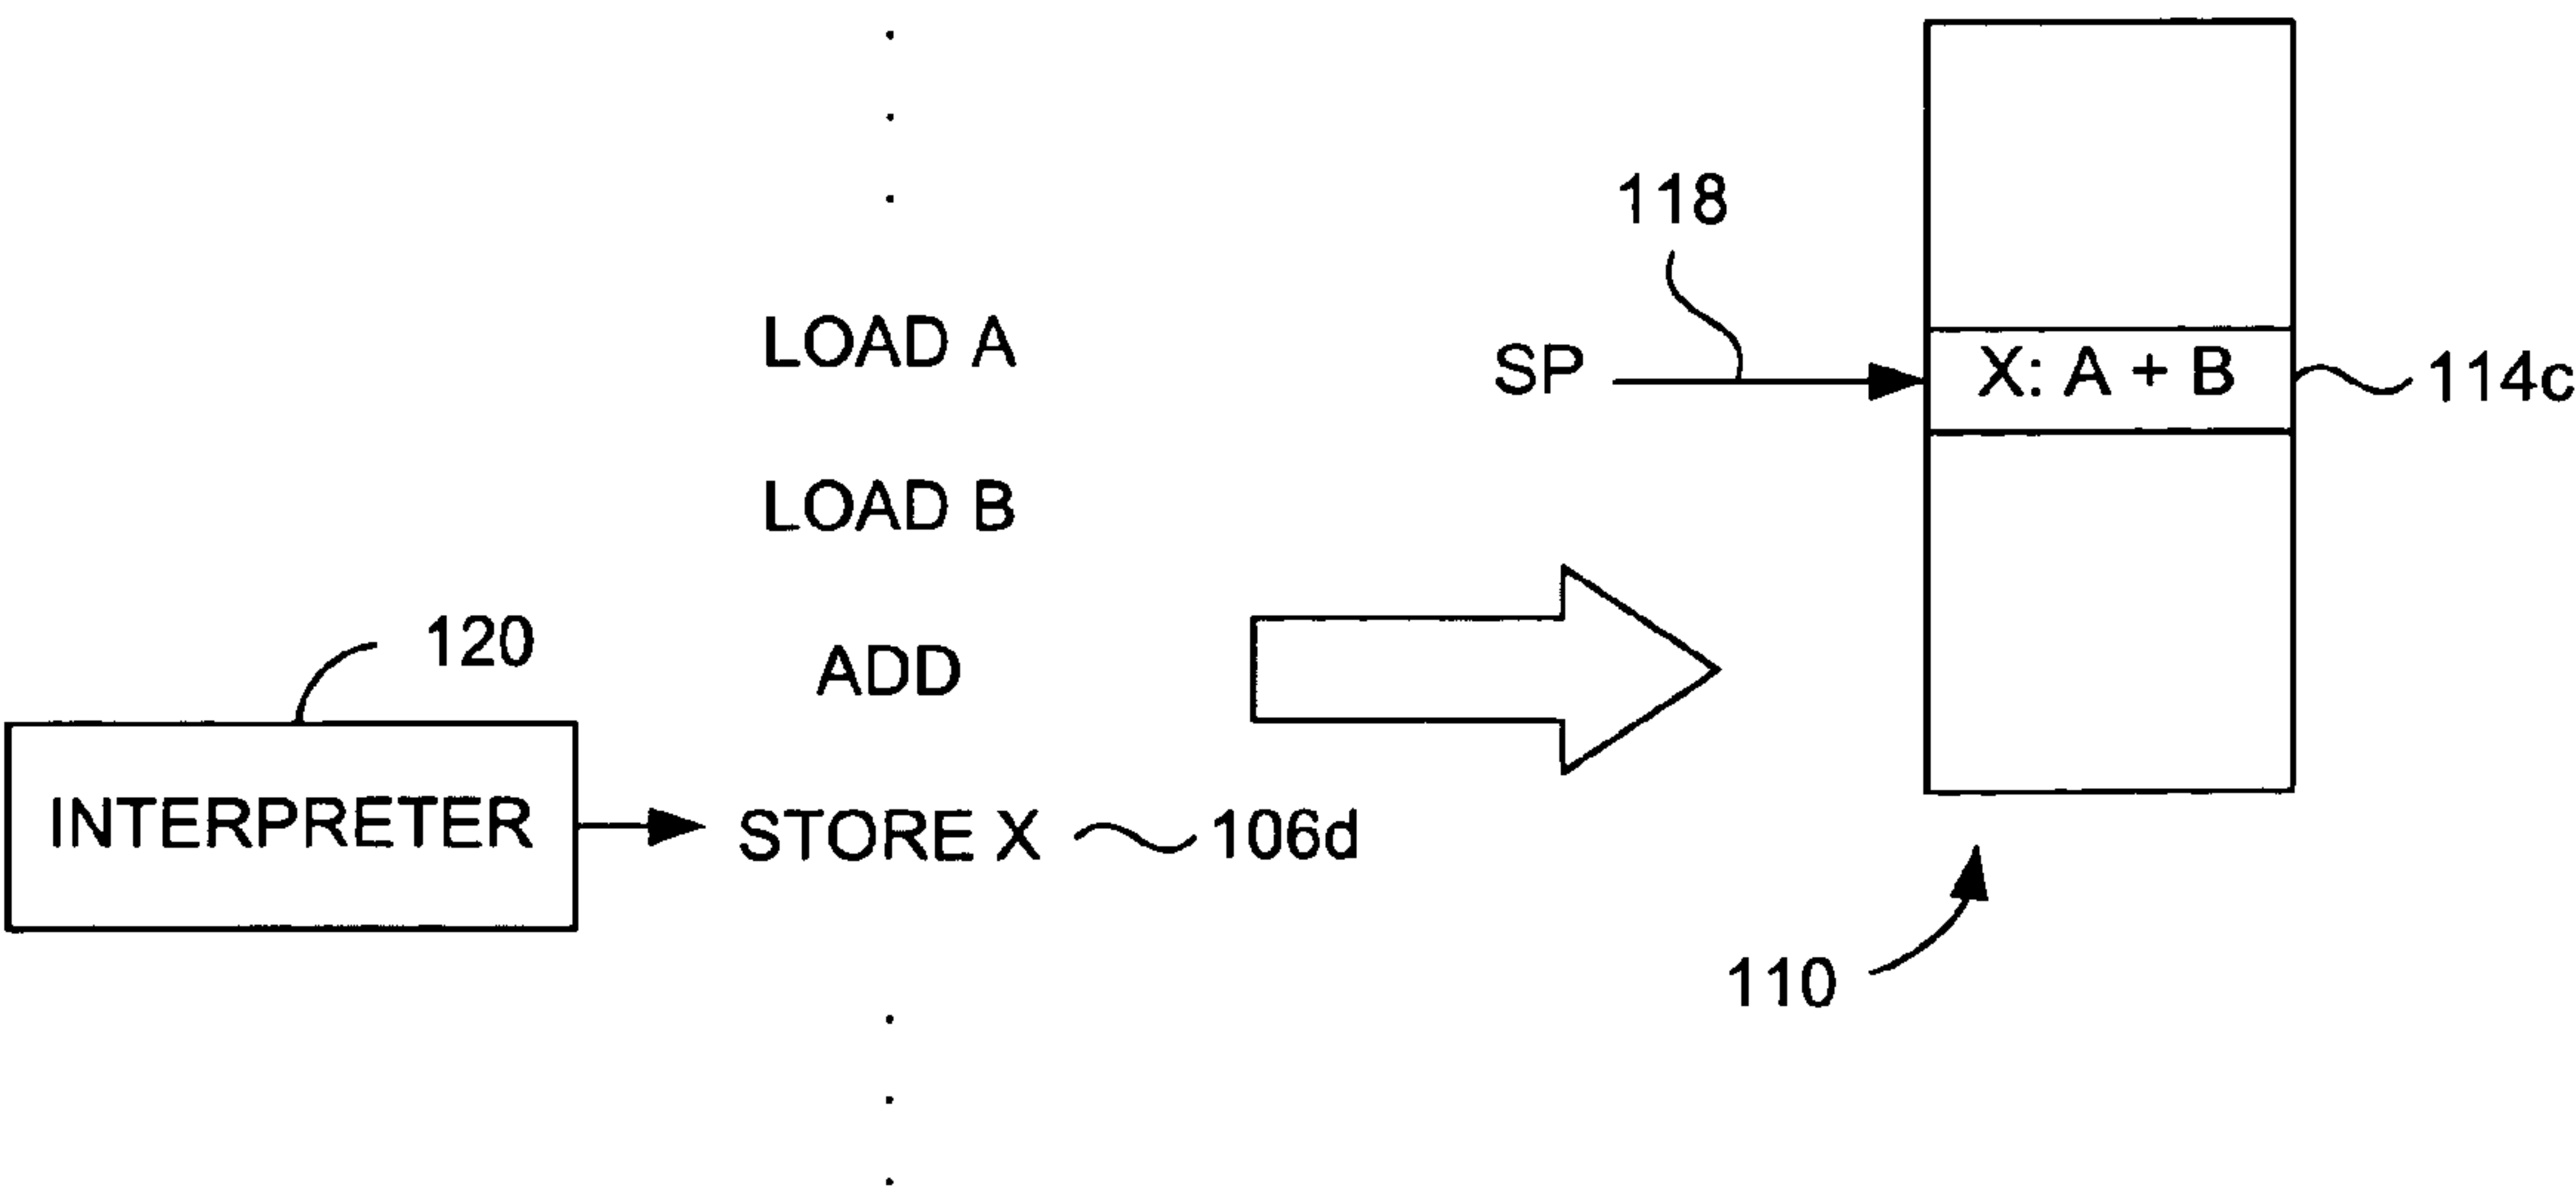 118
LOAD A
SP
X: A + B
114c
LOAD B
120
ADD
INTERPRETER
STORE X
106d
110